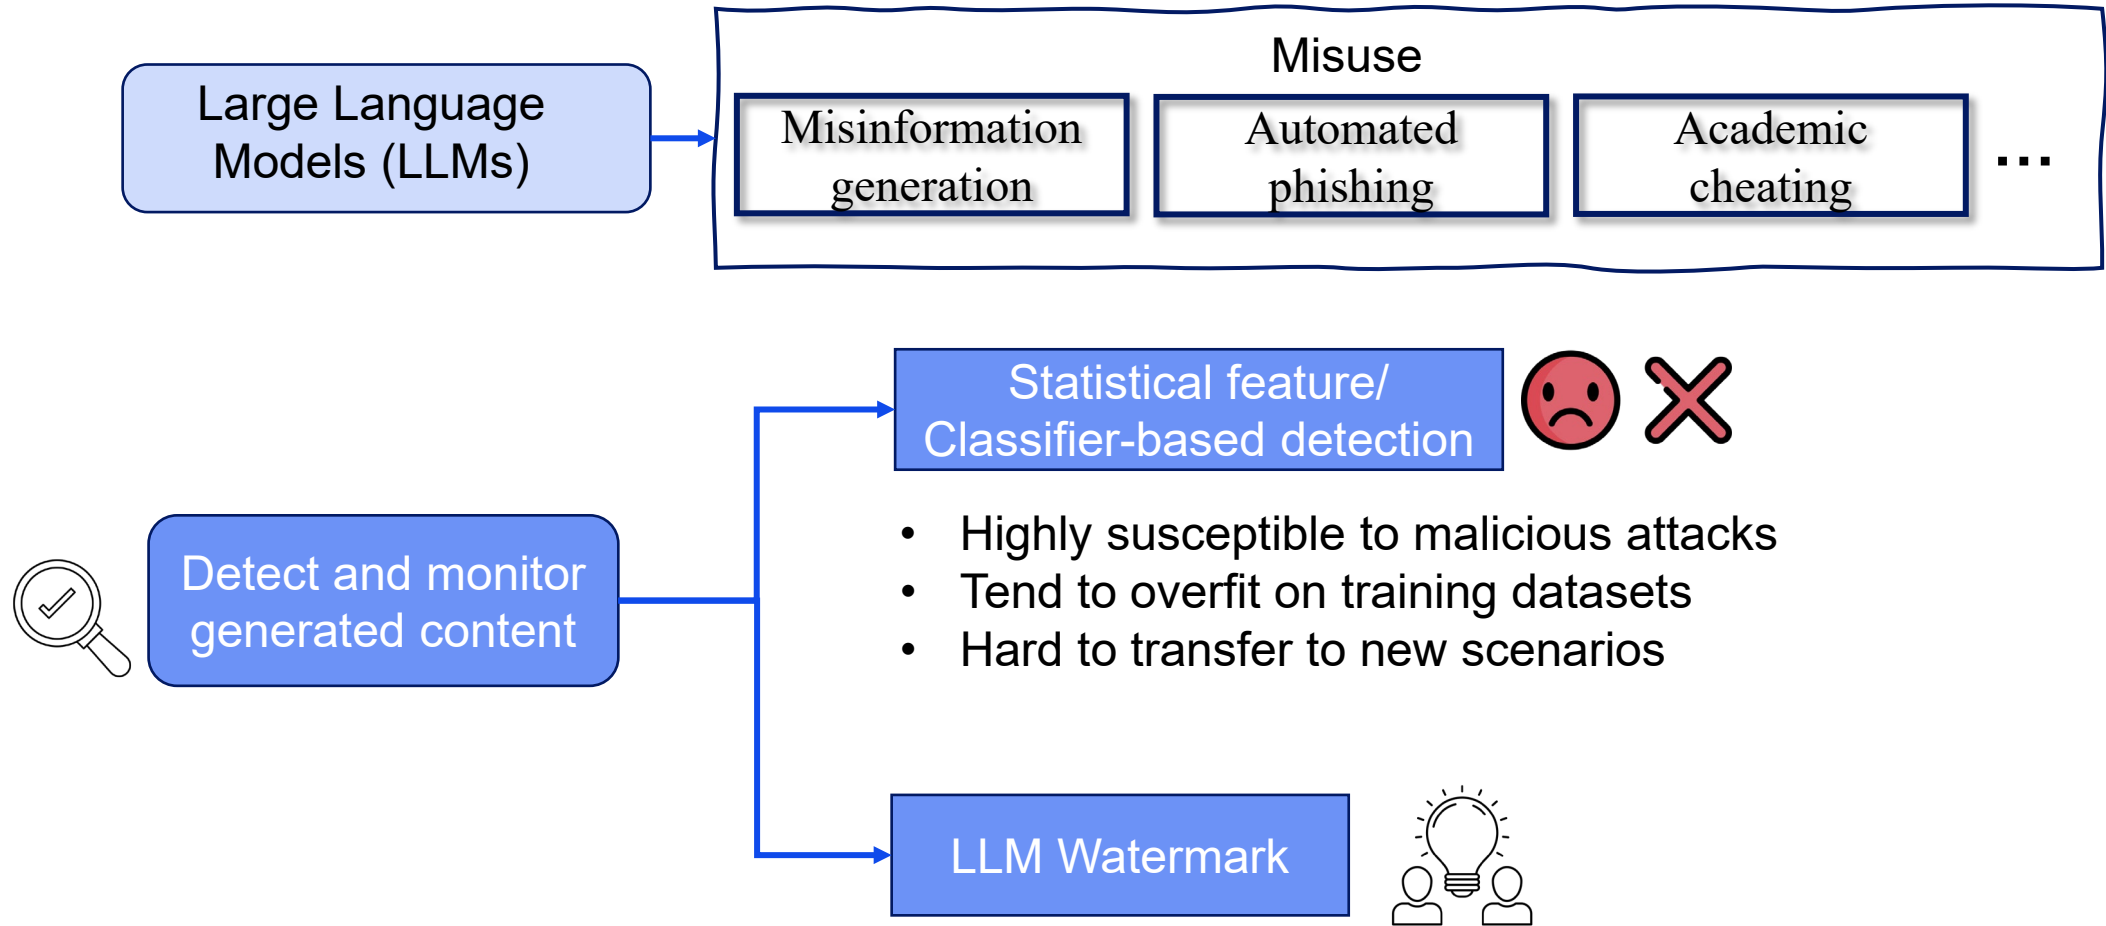 Misuse
Large Language
Models (LLMs)
Misinformation
generation
Automated
phishing
Academic
cheating
...
Statistical feature/
Classifier-based detection
• Highly susceptible to malicious attacks
• Tend to overfit on training datasets
• Hard to transfer to new scenarios
Detect and monitor
generated content
LLM Watermark